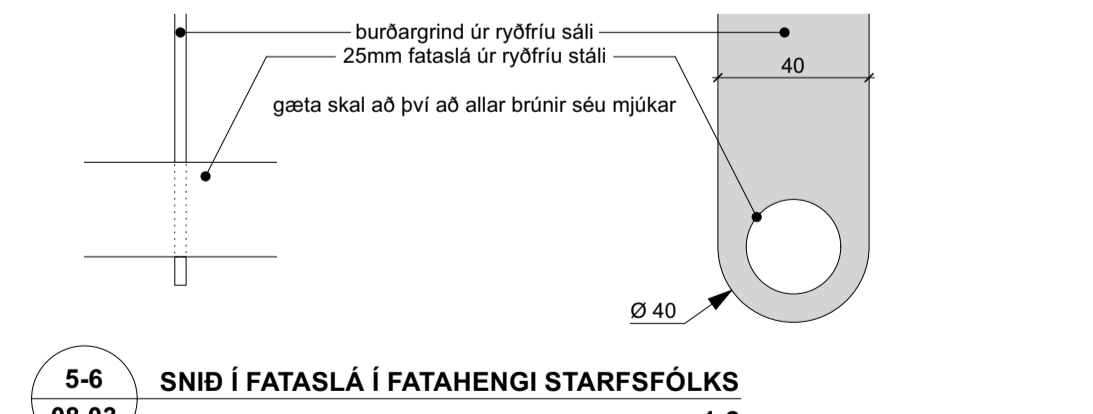 burðargrind úr ryðfríu sáli
25mm fataslá úr ryðfríu stáli
40
gæta skal að því að allar brúnir séu mjúkar
Ø 40
5-6
SNIÐ Í FATASLÁ Í FATAHENGI STARFSFÓLKS